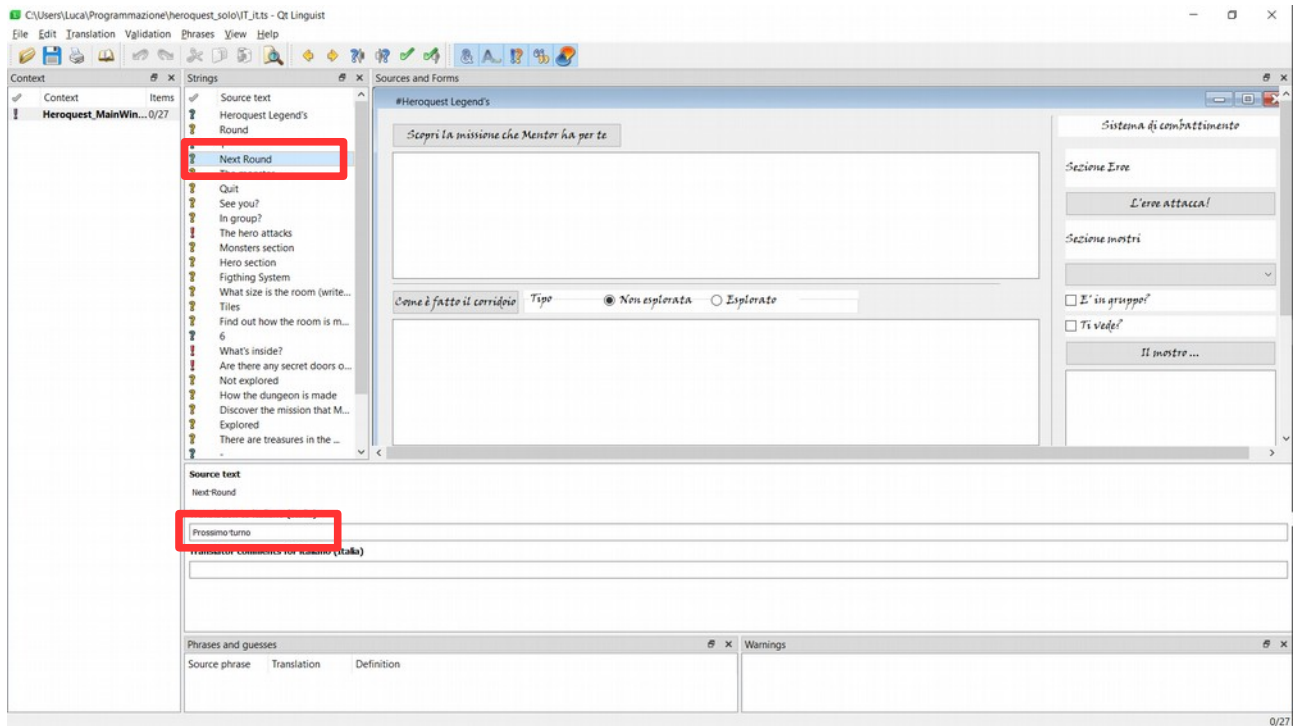 C:\Users\Luca\Programmazione\heroquest_solo\IT_it.ts - Qt Linguist
File Edit Translation Validation Phrases View Help
Context
Context Items
Heroquest_MainWin... 0/27
Strings
Source text
Heroquest Legend's
Round
Next Round
The monster
Quit
See you?
In group?
The hero attacks
Monsters section
Hero section
Figthing System
What size is the room (write...
Tiles
Find out how the room is m...
6
What's inside?
Are there any secret doors o...
Not explored
How the dungeon is made
Discover the mission that M...
Explored
There are treasures in the ...
-
Sources and Forms
#Heroquest Legend's
Scopri la missione che Mentor ha per te
Come è fatto il corridoio
Tipo
Non esplorata
Esplorato
Sistema di combattimento
Sezione Eroe
L'eroe attacca!
Sezione mostri
E' in gruppo?
Ti vede?
Il mostro ...
Source text
Next·Round
Prossimo·turno
Translator comments for Italiano (Italia)
Phrases and guesses
Source phrase Translation Definition
Warnings
0/27